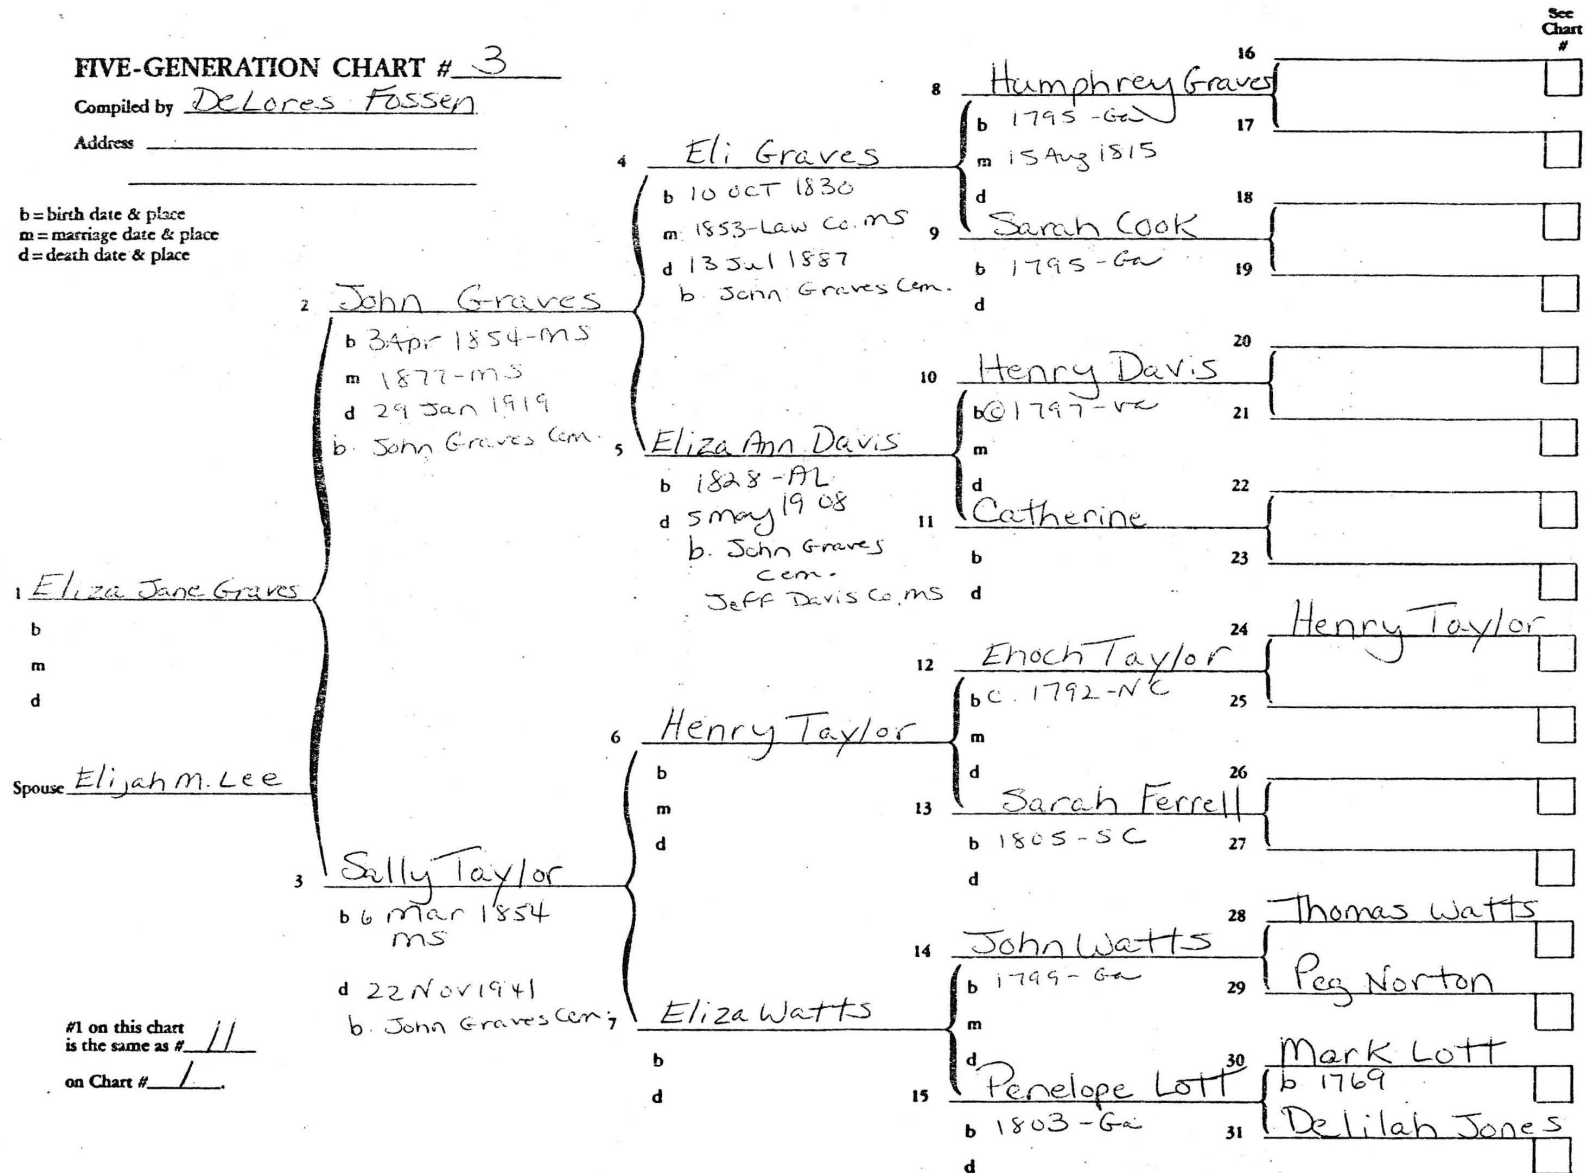 See
Chart
#
FIVE-GENERATION CHART # 3
Compiled by DeLores Fossen
Address
b = birth date & place
m = marriage date & place
d = death date & place
1 Eliza Jane Graves
b
m
d
Spouse Elijah M. Lee
#1 on this chart
is the same as # 11
on Chart # 1.
2 John Graves
b 3 Apr 1854-MS
m 1877-MS
d 29 Jan 1919
b. John Graves Cem.
3 Sally Taylor
b 6 Mar 1854
MS
d 22 Nov 1941
b. John Graves Cem.
4 Eli Graves
b 10 OCT 1830
m 1853-Law Co. MS
d 13 Jul 1887
b. John Graves Cem.
5 Eliza Ann Davis
b 1828-AL
d 5 May 1908
b. John Graves
Cem.
Jeff Davis Co, MS
6 Henry Taylor
b
m
d
7 Eliza Watts
b
d
8 Humphrey Graves
b 1795-Ga
m 15 Aug 1815
d
9 Sarah Cook
b 1795-Ga
d
10 Henry Davis
b © 1797-Va
m
d
11 Catherine
b
d
12 Enoch Taylor
b c. 1792-NC
m
d
13 Sarah Ferrell
b 1805-SC
d
14 John Watts
b 1799-Ga
m
d
15 Penelope Lott
b 1803-Ga
d
16
17
18
19
20
21
22
23
24 Henry Taylor
25
26
27
28 Thomas Watts
29 Peg Norton
30 Mark Lott
b 1769
31 Delilah Jones